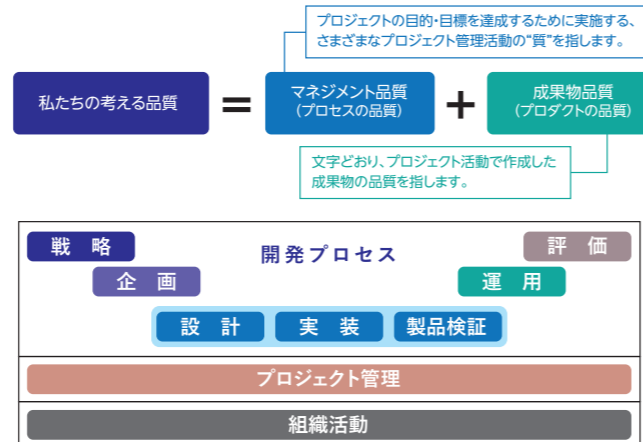 プロジェクトの目的・目標を達成するために実施する、
さまざまなプロジェクト管理活動の“質”を指します。
私たちの考える品質
=
マネジメント品質
(プロセスの品質)
+
成果物品質
(プロダクトの品質)
文字どおり、プロジェクト活動で作成した
成果物の品質を指します。
戦略
開発プロセス
評価
企画
運用
設計
実装
製品検証
プロジェクト管理
組織活動